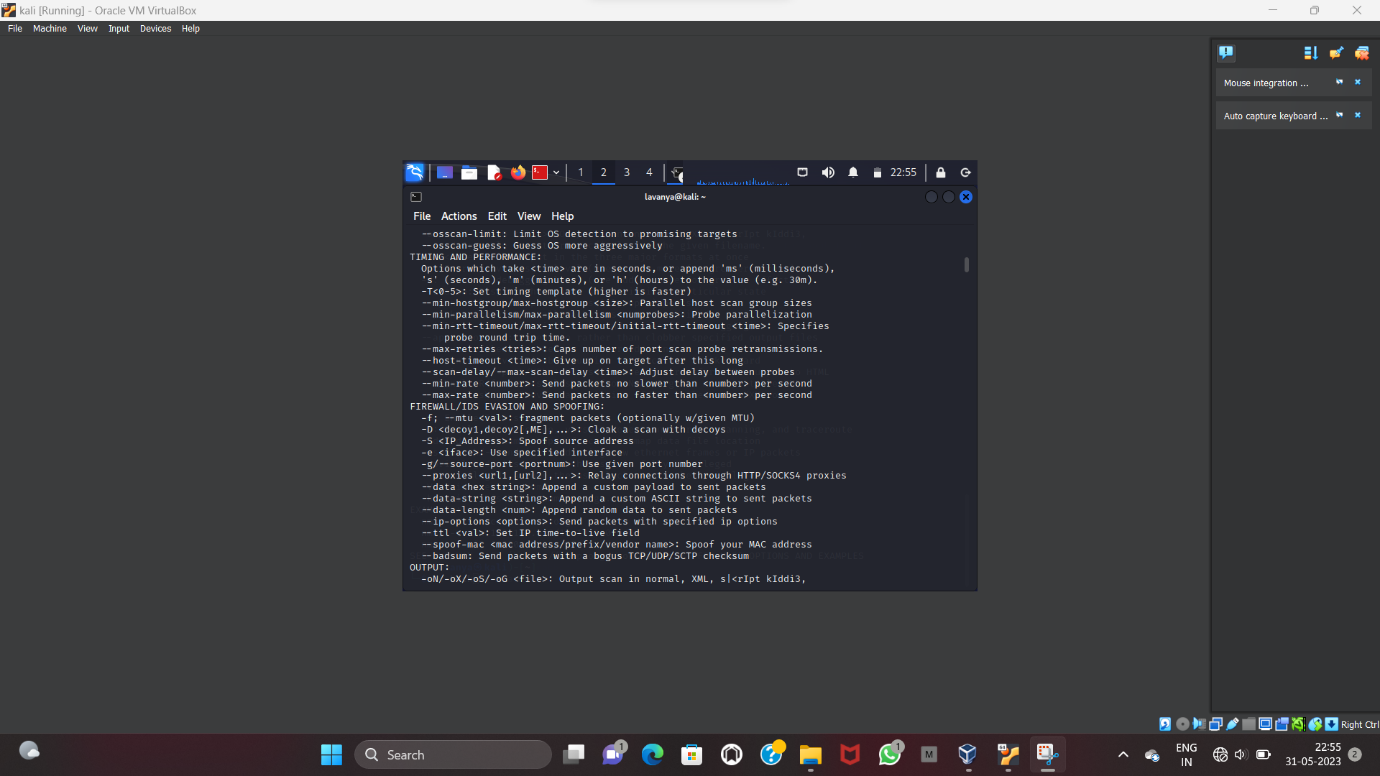 kali [Running] - Oracle VM VirtualBox
File Machine View Input Devices Help
Mouse integration ...
Auto capture keyboard ...
1 2 3 4 22:55
lavanya@kali: ~
File Actions Edit View Help
--osscan-limit: Limit OS detection to promising targets
--osscan-guess: Guess OS more aggressively
TIMING AND PERFORMANCE:
Options which take <time> are in seconds, or append 'ms' (milliseconds),
's' (seconds), 'm' (minutes), or 'h' (hours) to the value (e.g. 30m).
-T<0-5>: Set timing template (higher is faster)
--min-hostgroup/max-hostgroup <size>: Parallel host scan group sizes
--min-parallelism/max-parallelism <numprobes>: Probe parallelization
--min-rtt-timeout/max-rtt-timeout/initial-rtt-timeout <time>: Specifies
probe round trip time.
--max-retries <tries>: Caps number of port scan probe retransmissions.
--host-timeout <time>: Give up on target after this long
--scan-delay/--max-scan-delay <time>: Adjust delay between probes
--min-rate <number>: Send packets no slower than <number> per second
--max-rate <number>: Send packets no faster than <number> per second
FIREWALL/IDS EVASION AND SPOOFING:
-f; --mtu <val>: fragment packets (optionally w/given MTU)
-D <decoy1,decoy2[,ME],...>: Cloak a scan with decoys
-S <IP_Address>: Spoof source address
-e <iface>: Use specified interface
-g/--source-port <portnum>: Use given port number
--proxies <url1,[url2],...>: Relay connections through HTTP/SOCKS4 proxies
--data <hex string>: Append a custom payload to sent packets
--data-string <string>: Append a custom ASCII string to sent packets
--data-length <num>: Append random data to sent packets
--ip-options <options>: Send packets with specified ip options
--ttl <val>: Set IP time-to-live field
--spoof-mac <mac address/prefix/vendor name>: Spoof your MAC address
--badsum: Send packets with a bogus TCP/UDP/SCTP checksum
OUTPUT:
-oN/-oX/-oS/-oG <file>: Output scan in normal, XML, s|<rIpt kIddi3,
Right Ctrl
Search
1
1
M
ENG
IN
22:55
31-05-2023
2